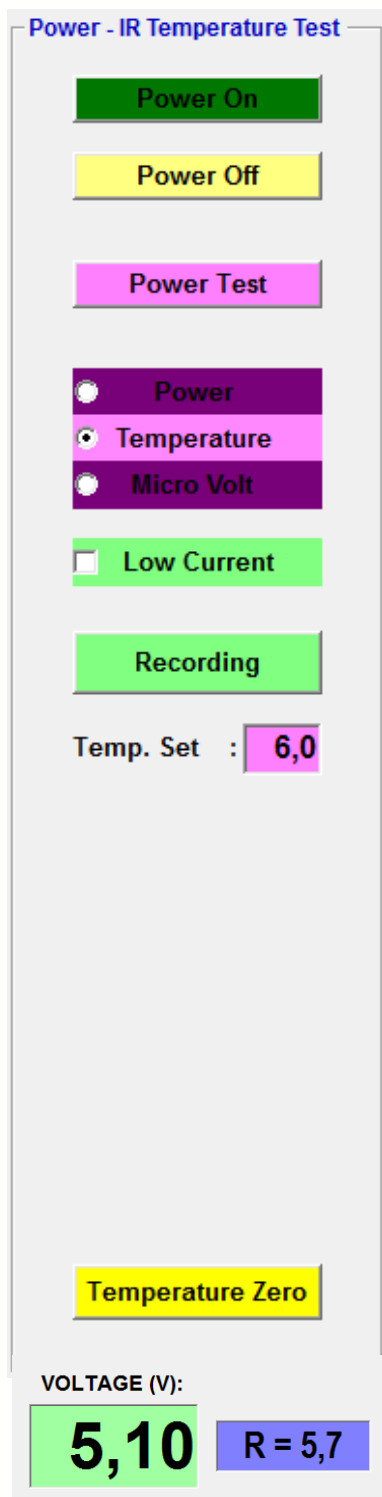 Power - IR Temperature Test
Power On
Power Off
Power Test
Power
Temperature
Micro Volt
Low Current
Recording
Temp. Set : 6,0
Temperature Zero
VOLTAGE (V):
5,10 R = 5,7